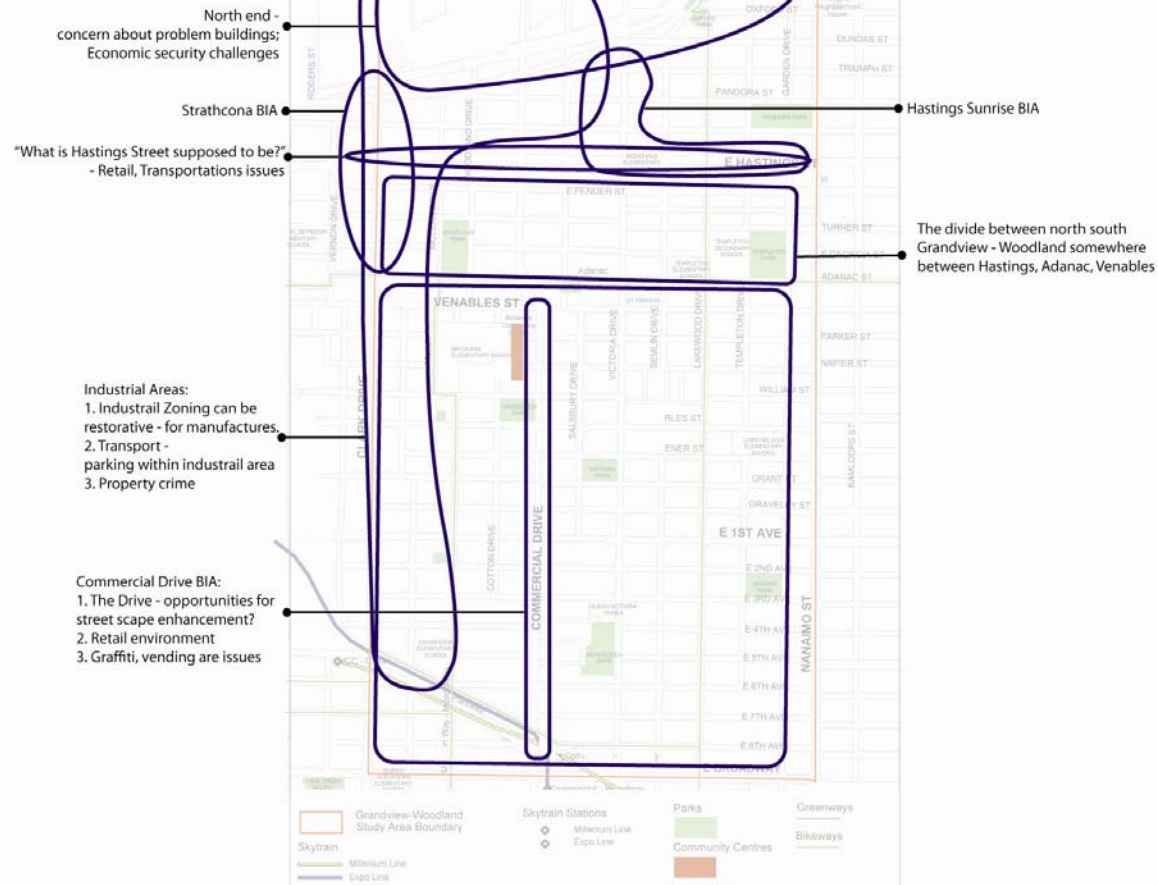 North end -
concern about problem buildings;
Economic security challenges
Strathcona BIA
"What is Hastings Street supposed to be?"
- Retail, Transportations issues
Industrial Areas:
1. Industrail Zoning can be
restorative - for manufactures.
2. Transport -
parking within industrail area
3. Property crime
Commercial Drive BIA:
1. The Drive - opportunities for
street scape enhancement?
2. Retail environment
3. Graffiti, vending are issues
Hastings Sunrise BIA
The divide between north south
Grandview - Woodland somewhere
between Hastings, Adanac, Venables
OXFORD ST
DUNDAS ST
TRIUMPH ST
PANDORA ST
GARDEN DRIVE
ROGERS ST
E HASTINGS ST
E PENDER ST
VERNON DRIVE
TURNER ST
ADANAC ST
Adanac
VENABLES ST
PARKER ST
NAPIER ST
WILLIAM ST
VICTORIA DRIVE
SEMLIN DRIVE
LAKEWOOD DRIVE
TEMPLETON DRIVE
SALSBURY DRIVE
CLARK DRIVE
RLES ST
ENER ST
KAMLOOPS ST
GRANT ST
GRAVELEY ST
E 1ST AVE
COTTON DRIVE
COMMERCIAL DRIVE
E 2ND AVE
E 3RD AVE
E 4TH AVE
E 5TH AVE
E 6TH AVE
E 7TH AVE
E 8TH AVE
E BROADWAY
NANAIMO ST
Grandview-Woodland
Study Area Boundary
Skytrain
Millenium Line
Expo Line
Skytrain Stations
Millenium Line
Expo Line
Parks
Community Centres
Greenways
Bikeways